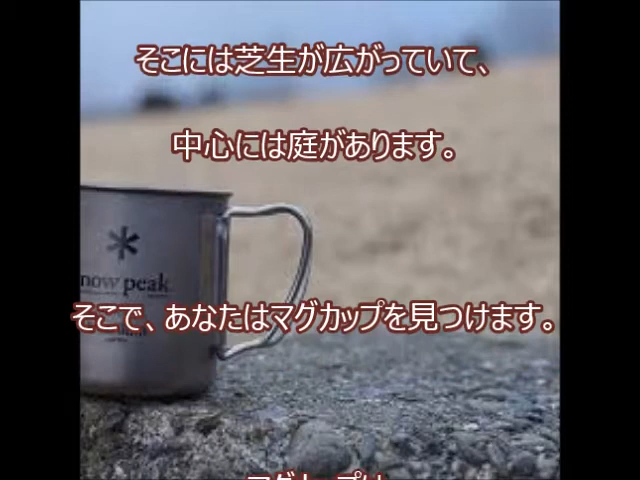 そこには芝生が広がっていて、
中心には庭があります。
now peak
そこで、あなたはマグカップを見つけます。